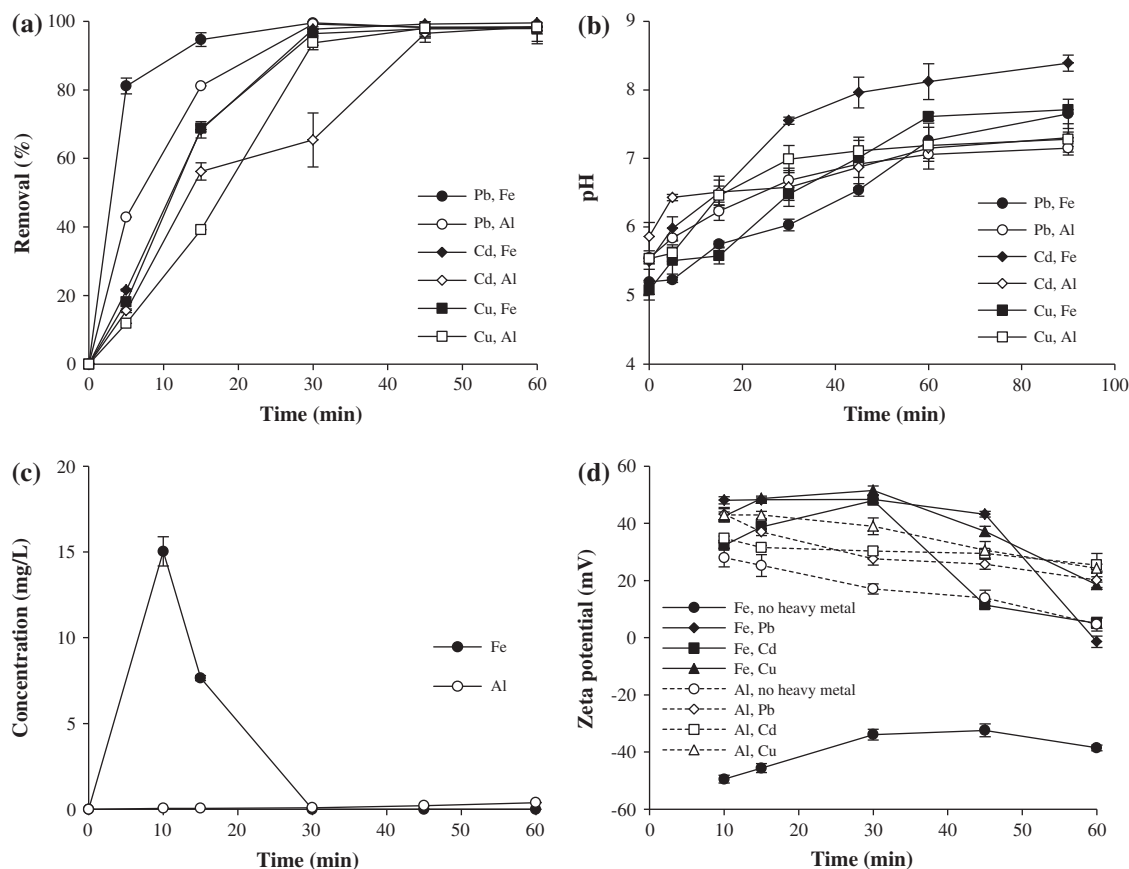 (a)
Removal (%)
100
80
60
40
20
0
Pb, Fe
Pb, Al
Cd, Fe
Cd, Al
Cu, Fe
Cu, Al
0 10 20 30 40 50 60
Time (min)
(b)
pH
9
8
7
6
5
4
Pb, Fe
Pb, Al
Cd, Fe
Cd, Al
Cu, Fe
Cu, Al
0 20 40 60 80 100
Time (min)
(c)
Concentration (mg/L)
20
15
10
5
0
Fe
Al
0 10 20 30 40 50 60
Time (min)
(d)
Zeta potential (mV)
60
40
20
0
-20
-40
-60
Fe, no heavy metal
Fe, Pb
Fe, Cd
Fe, Cu
Al, no heavy metal
Al, Pb
Al, Cd
Al, Cu
0 10 20 30 40 50 60
Time (min)